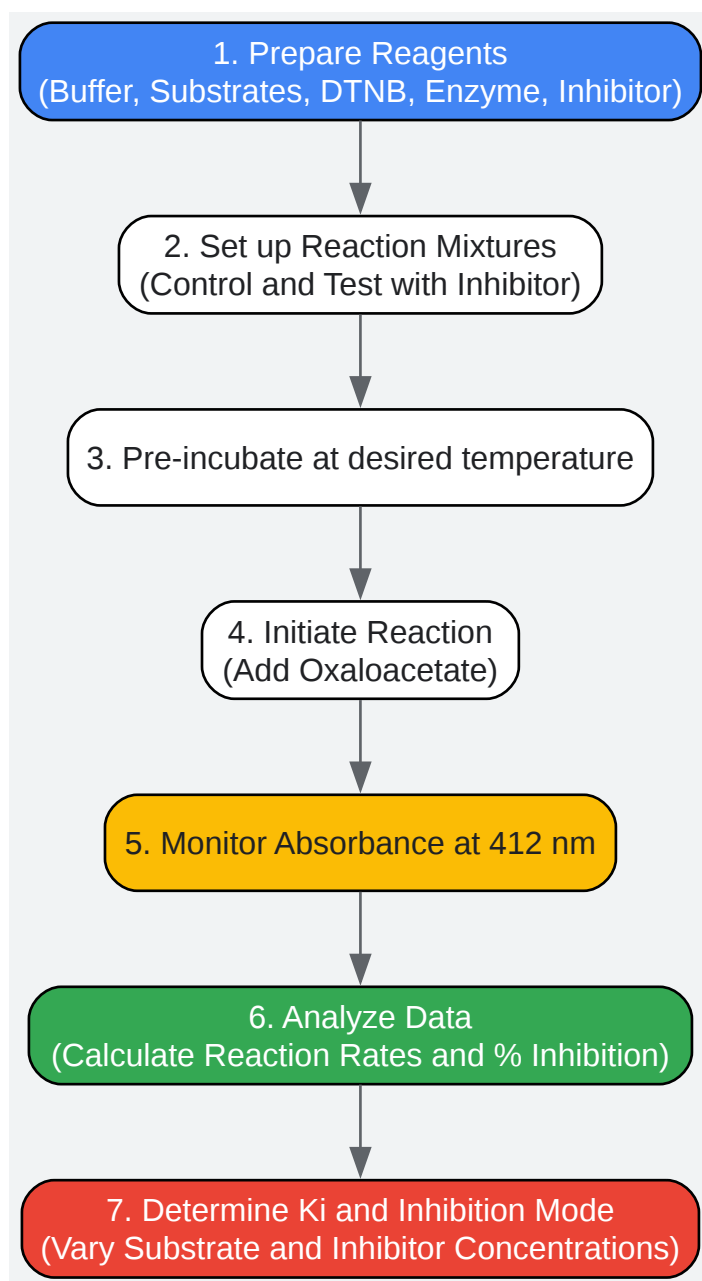 1. Prepare Reagents
(Buffer, Substrates, DTNB, Enzyme, Inhibitor)
2. Set up Reaction Mixtures
(Control and Test with Inhibitor)
3. Pre-incubate at desired temperature
4. Initiate Reaction
(Add Oxaloacetate)
5. Monitor Absorbance at 412 nm
6. Analyze Data
(Calculate Reaction Rates and % Inhibition)
7. Determine Ki and Inhibition Mode
(Vary Substrate and Inhibitor Concentrations)